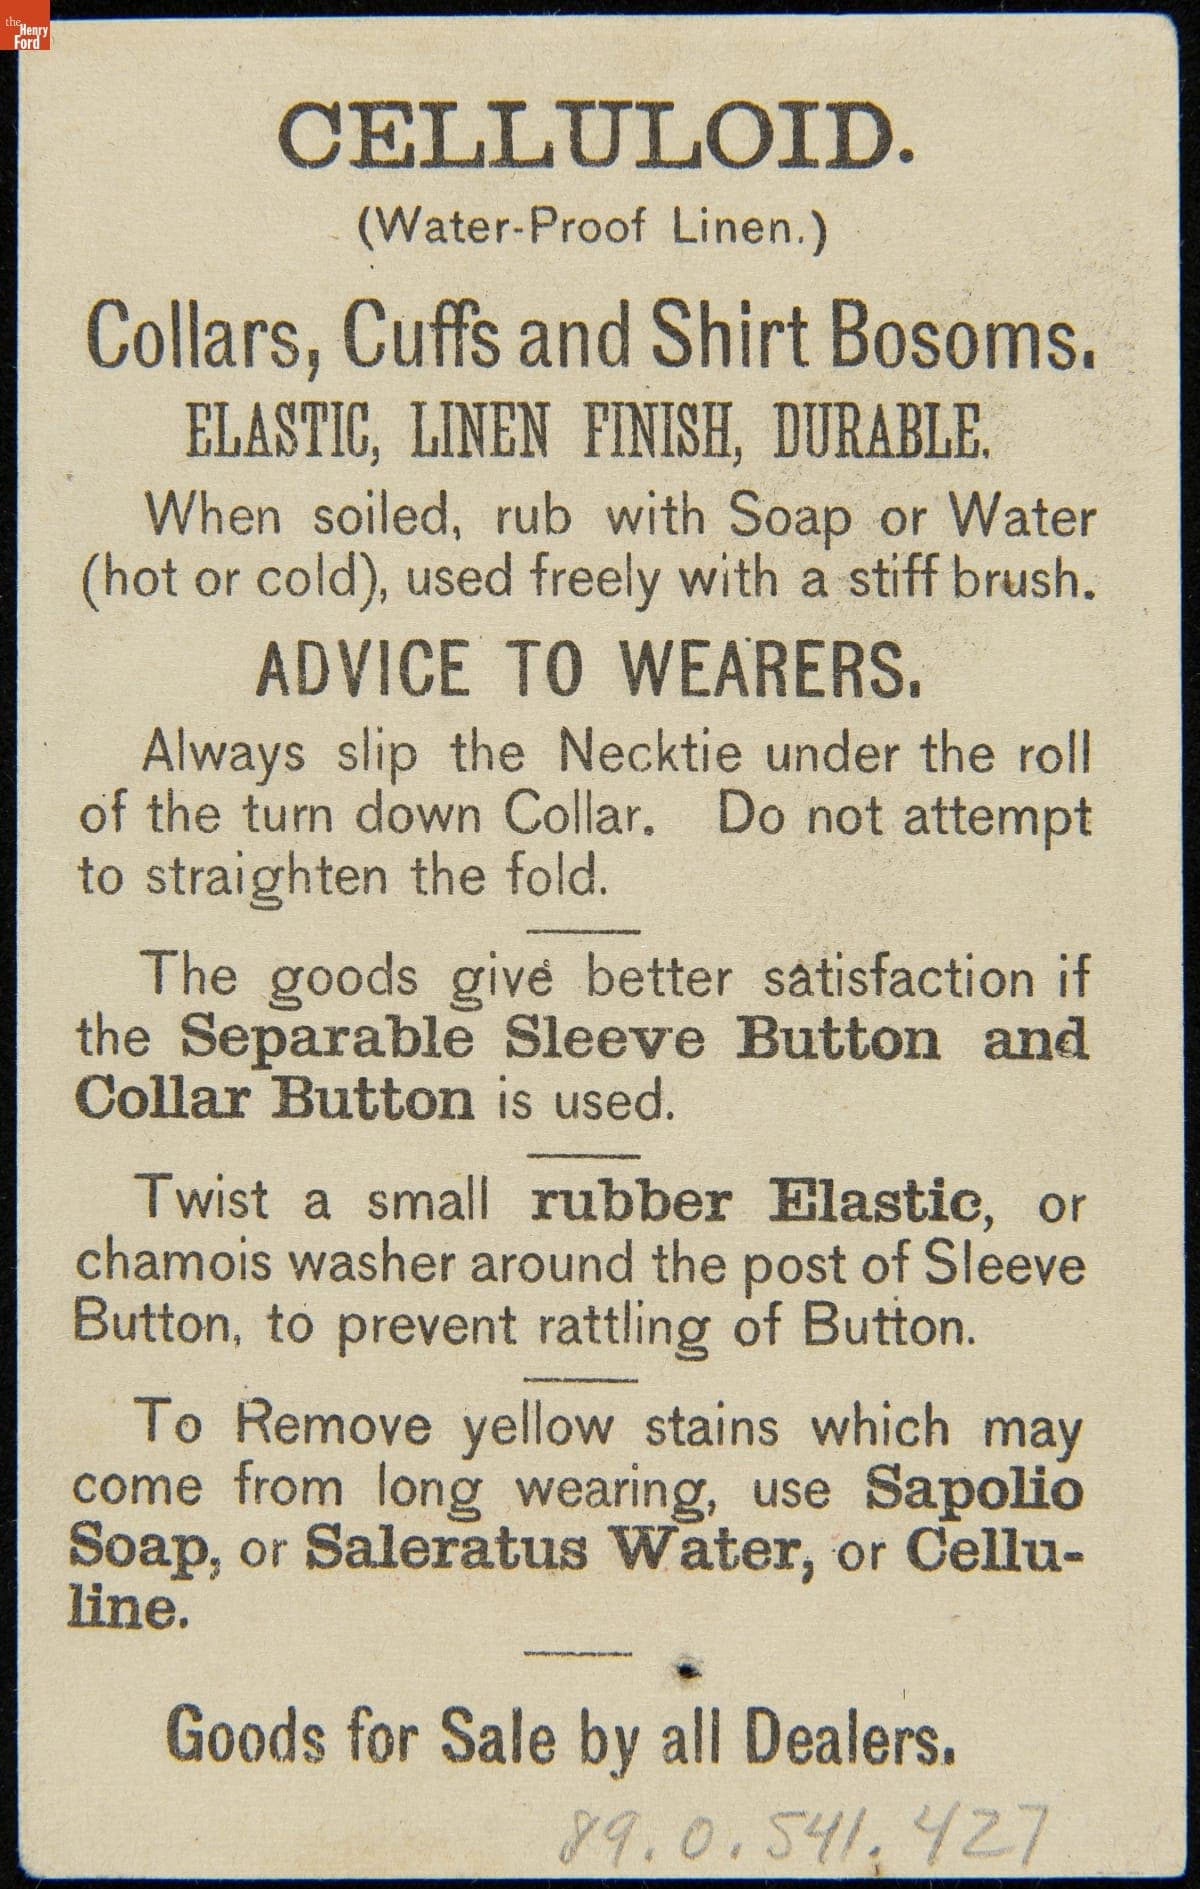 the
Henry
Ford
CELLULOID.
(Water-Proof Linen.)
Collars, Cuffs and Shirt Bosoms.
ELASTIC, LINEN FINISH, DURABLE.
When soiled, rub with Soap or Water
(hot or cold), used freely with a stiff brush.
ADVICE TO WEARERS.
Always slip the Necktie under the roll
of the turn down Collar. Do not attempt
to straighten the fold.
The goods give better satisfaction if
the Separable Sleeve Button and
Collar Button is used.
Twist a small rubber Elastic, or
chamois washer around the post of Sleeve
Button, to prevent rattling of Button.
To Remove yellow stains which may
come from long wearing, use Sapolio
Soap, or Saleratus Water, or Cellu-
line.
Goods for Sale by all Dealers.
89.0.541.427